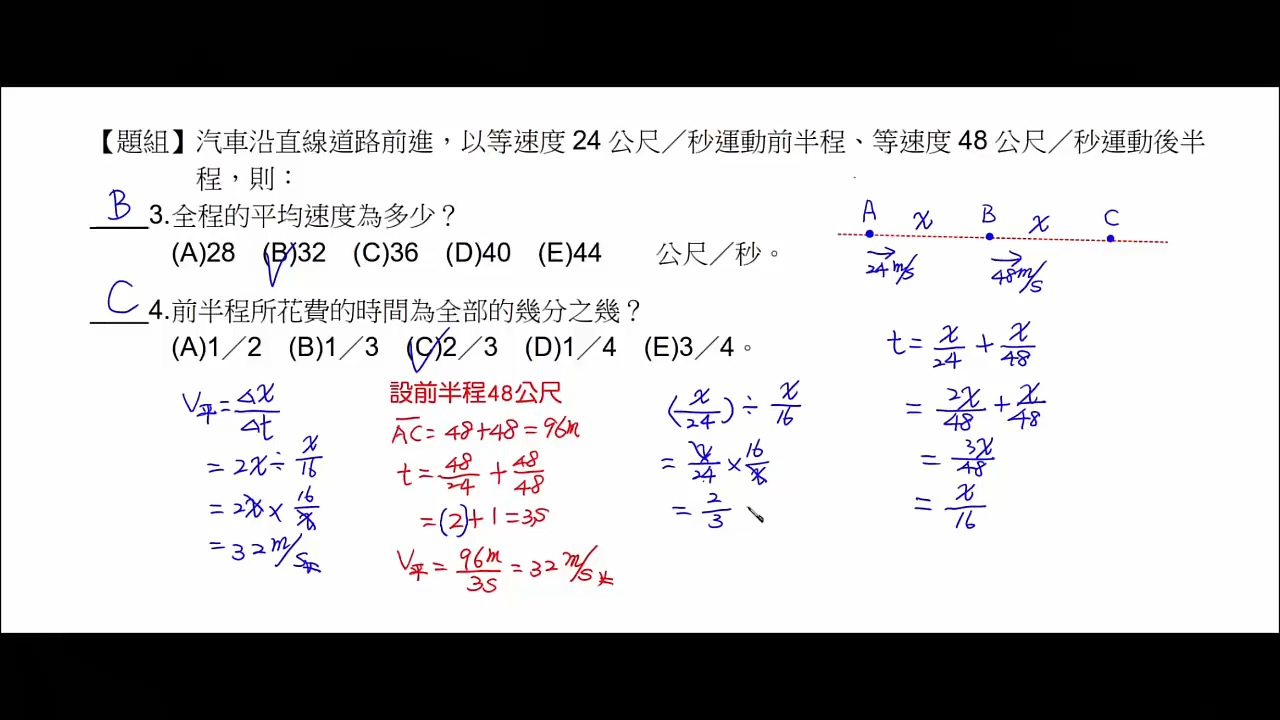 【題組】汽車沿直線道路前進，以等速度 24 公尺／秒運動前半程、等速度 48 公尺／秒運動後半
程，則：
B 3.全程的平均速度為多少？
(A)28 (B)32 (C)36 (D)40 (E)44 公尺／秒。
C 4.前半程所花費的時間為全部的幾分之幾？
(A)1／2 (B)1／3 (C)2／3 (D)1／4 (E)3／4。
A x B x C
24 m/s 48 m/s
V平 = Δx/Δt
= 2x ÷ x/16
= 2x × 16/x
= 32 m/s
設前半程48公尺
AC = 48+48 = 96m
t = 48/24 + 48/48
= (2) + 1 = 3s
V平 = 96m/3s = 32 m/s
(x/24) ÷ x/16
= x/24 × 16/x
= 2/3
t = x/24 + x/48
= 2x/48 + x/48
= 3x/48
= x/16